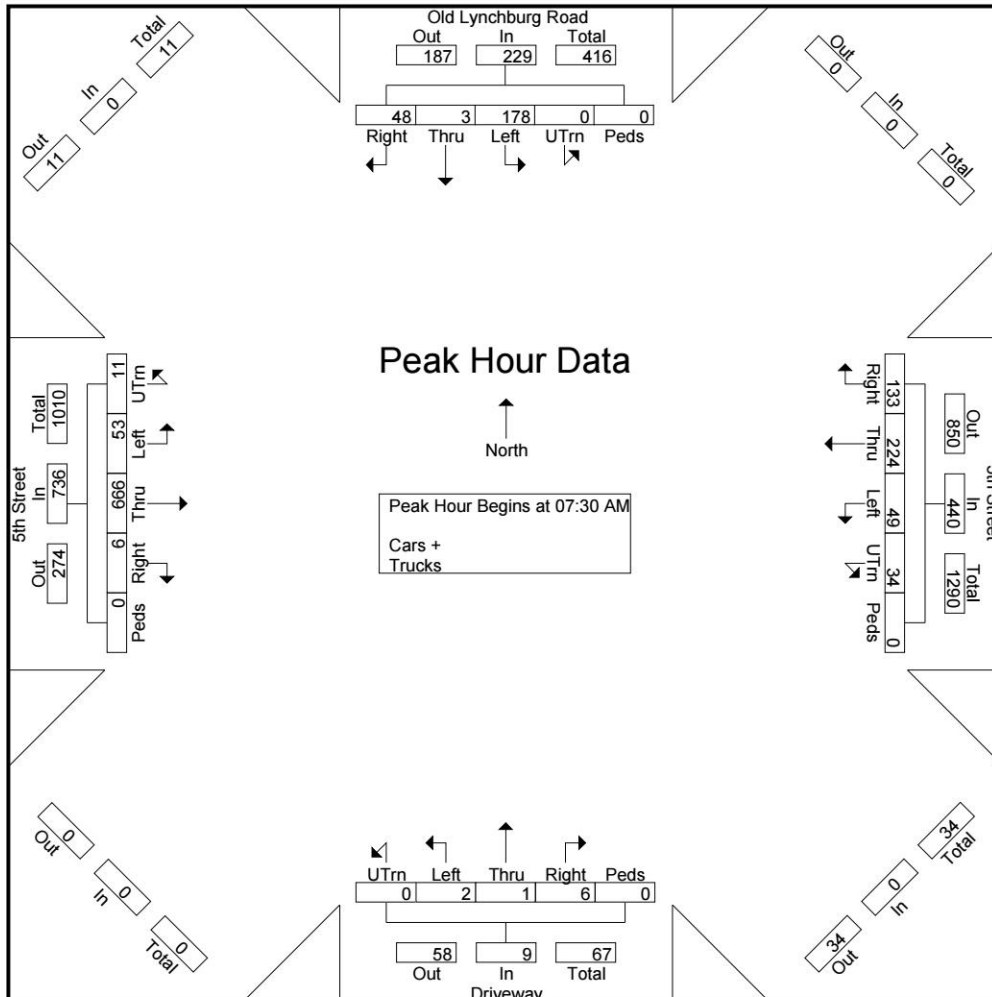 Old Lynchburg Road
Out In Total
187 229 416
48 3 178 0 0
Right Thru Left UTrn Peds
Total
11
In
0
Out
11
Out
0
In
0
Total
0
Peak Hour Data
North
Peak Hour Begins at 07:30 AM
Cars +
Trucks
5th Street
Total In Out
1010 736 274
11 53 666 6 0
UTrn Left Thru Right Peds
Out In Total
850 440 1290
133 224 49 34 0
Right Thru Left UTrn Peds
0
Out
0
In
0
Total
34
Total
0
In
34
Out
UTrn Left Thru Right Peds
0 2 1 6 0
58 9 67
Out In Total
Driveway